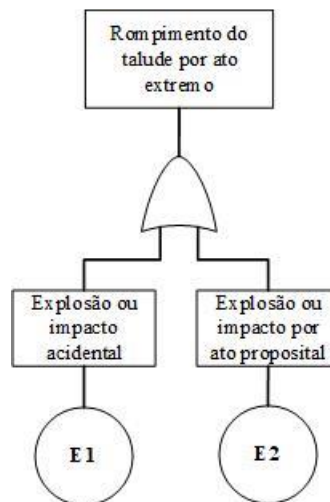 Rompimento do
talude por ato
extremo
Explosão ou
impacto
acidental
Explosão ou
impacto por
ato proposital
E1
E2